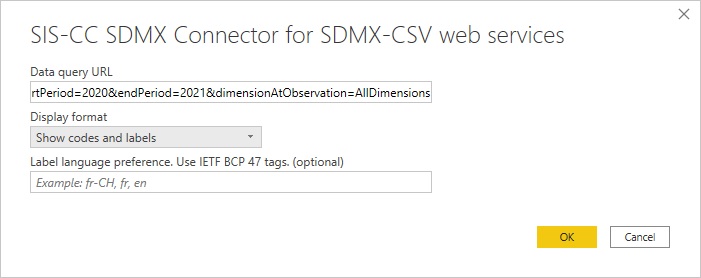 SIS-CC SDMX Connector for SDMX-CSV web services
Data query URL
rtPeriod=2020&endPeriod=2021&dimensionAtObservation=AllDimensions
Display format
Show codes and labels
Label language preference. Use IETF BCP 47 tags. (optional)
Example: fr-CH, fr, en
OK
Cancel